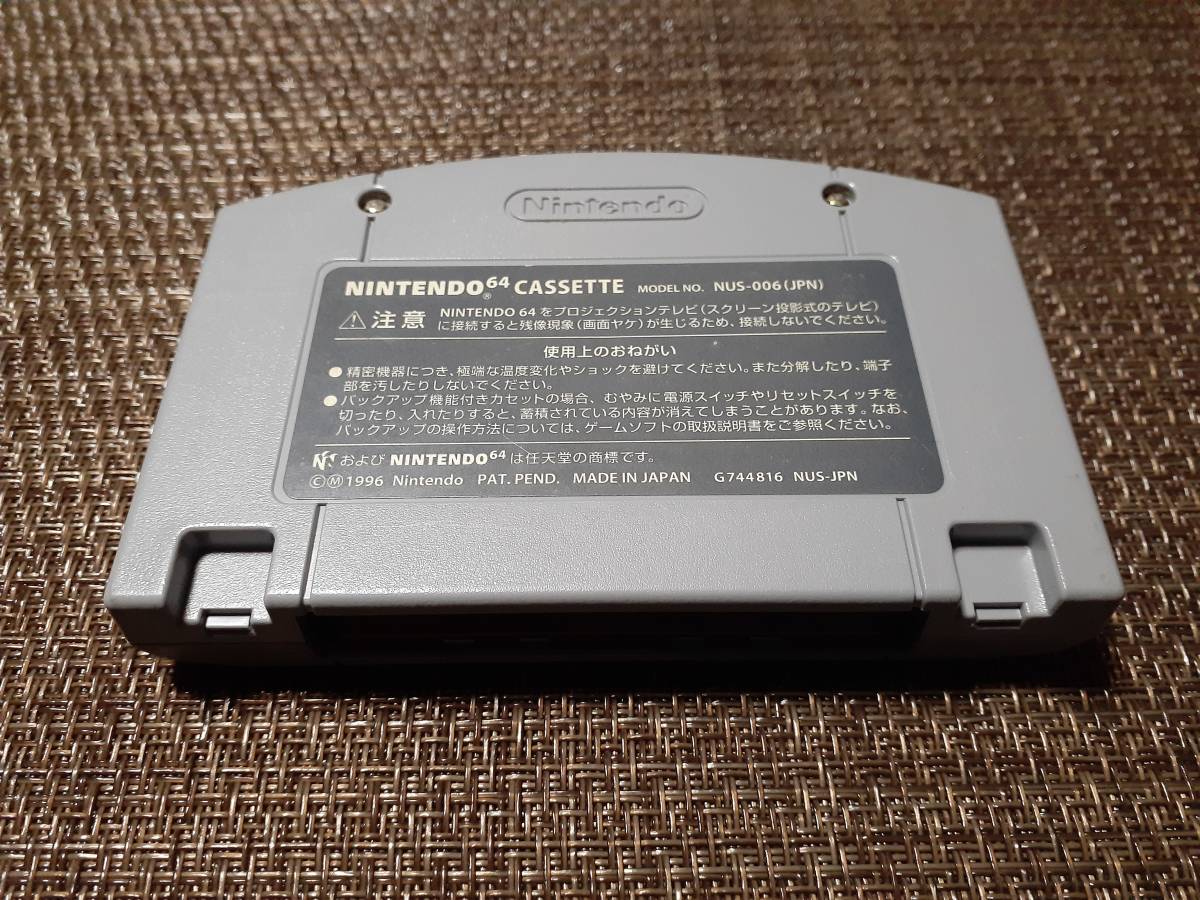 Nintendo
NINTENDO64 CASSETTE MODEL NO. NUS-006(JPN)
® 
注意 NINTENDO 64 をプロジェクションテレビ(スクリーン投影式のテレビ)
に接続すると残像現象(画面ヤケ)が生じるため、接続しないでください。
使用上のおねがい
●精密機器につき、極端な温度変化やショックを避けてください。また分解したり、端子
部を汚したりしないでください。
●バックアップ機能付きカセットの場合、むやみに電源スイッチやリセットスイッチを
切ったり、入れたりすると、蓄積されている内容が消えてしまうことがあります。なお、
バックアップの操作方法については、ゲームソフトの取扱説明書をご参照ください。
および NINTENDO64 は任天堂の商標です。
©Ⓜ1996 Nintendo PAT. PEND. MADE IN JAPAN G744816 NUS-JPN